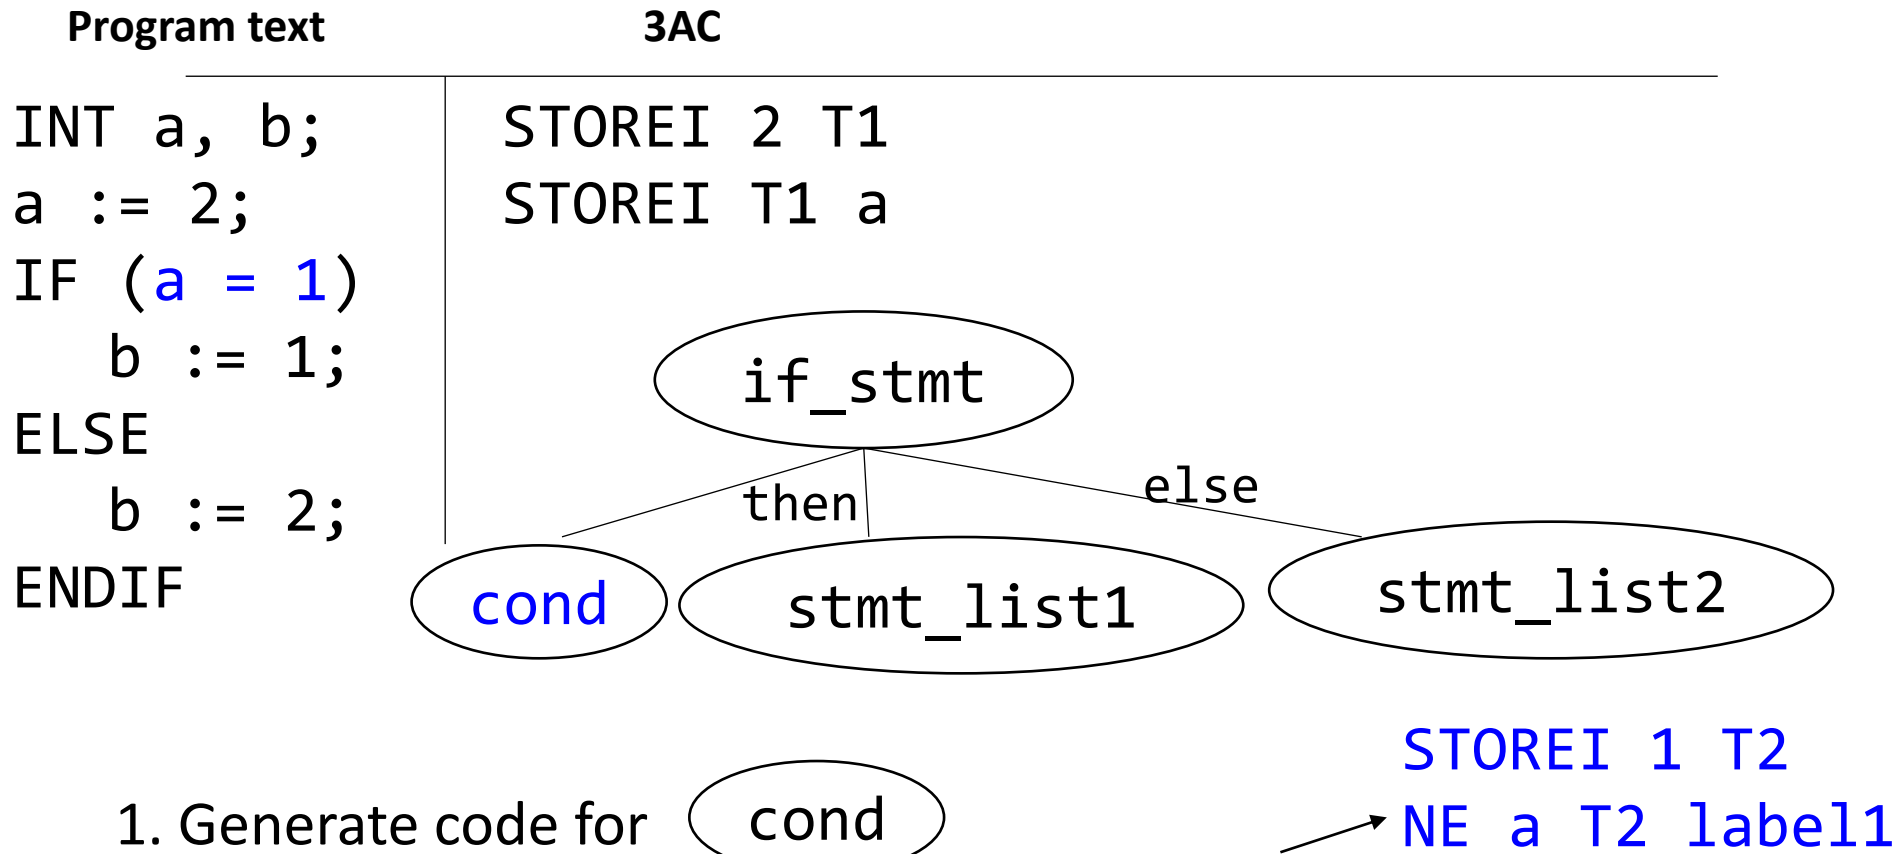 Program text
3AC
INT a, b;
a := 2;
IF (a = 1)
b := 1;
ELSE
b := 2;
ENDIF
STOREI 2 T1
STOREI T1 a
if_stmt
then
else
cond
stmt_list1
stmt_list2
1. Generate code for
cond
STOREI 1 T2
NE a T2 label1